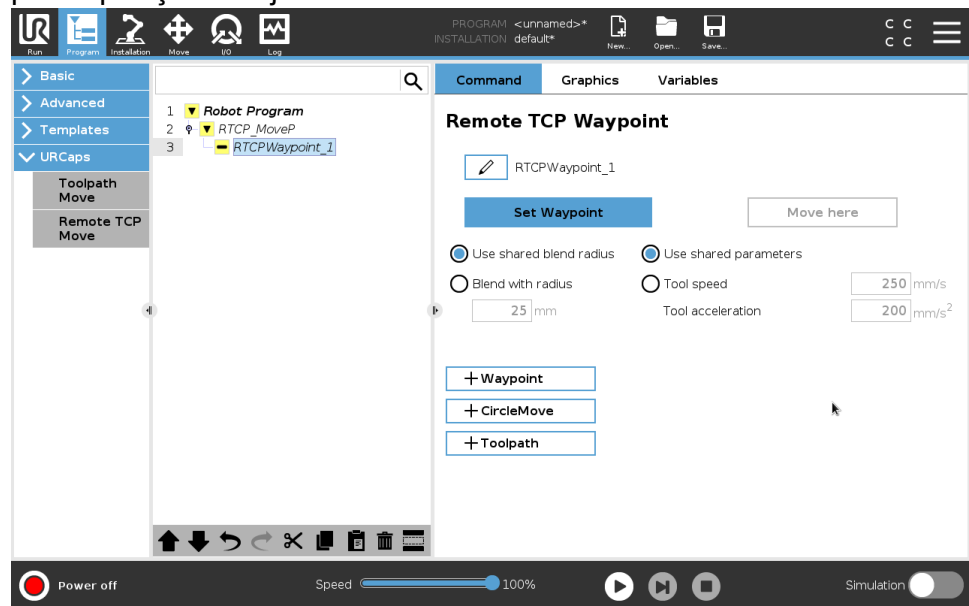 PROGRAM <unnamed>*
INSTALLATION default*
Run Program Installation Move I/O Log New... Open... Save...
C C
C C
Basic
Advanced
Templates
URCaps
Toolpath
Move
Remote TCP
Move
1 Robot Program
2 RTCP_MoveP
3 RTCPWaypoint_1
Command Graphics Variables
Remote TCP Waypoint
RTCPWaypoint_1
Set Waypoint Move here
Use shared blend radius Use shared parameters
Blend with radius Tool speed 250 mm/s
25 mm Tool acceleration 200 mm/s2
+ Waypoint
+ CircleMove
+ Toolpath
Power off Speed 100% Simulation